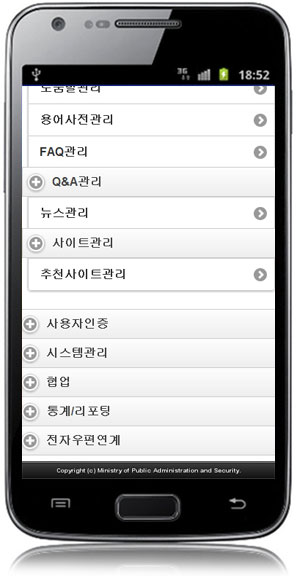 3G 18:52
도움말관리
용어사전관리
FAQ관리
Q&A관리
뉴스관리
사이트관리
추천사이트관리
사용자인증
시스템관리
협업
통계/리포팅
전자우편연계
Copyright (c) Ministry of Public Administration and Security.